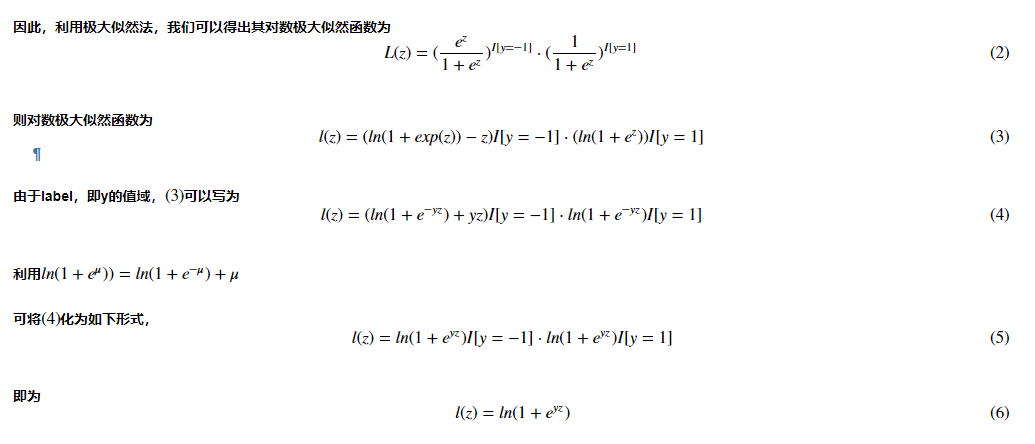 因此，利用极大似然法，我们可以得出其对数极大似然函数为
L(z) = (e^z / (1 + e^z))^{I[y=−1]} · (1 / (1 + e^z))^{I[y=1]} (2)
则对数极大似然函数为
l(z) = (ln(1 + exp(z)) − z)I[y = −1] · (ln(1 + e^z))I[y = 1] (3)
¶
由于label，即y的值域，(3)可以写为
l(z) = (ln(1 + e^{−yz}) + yz)I[y = −1] · ln(1 + e^{−yz})I[y = 1] (4)
利用ln(1 + e^μ)) = ln(1 + e^{−μ}) + μ
可将(4)化为如下形式，
l(z) = ln(1 + e^{yz})I[y = −1] · ln(1 + e^{yz})I[y = 1] (5)
即为
l(z) = ln(1 + e^{yz}) (6)